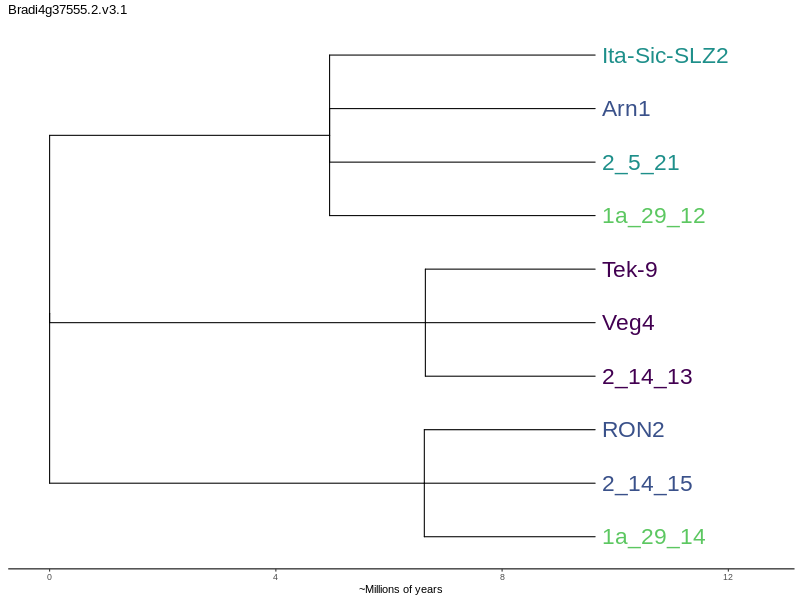 Bradi4g37555.2.v3.1
Ita-Sic-SLZ2
Arn1
2_5_21
1a_29_12
Tek-9
Veg4
2_14_13
RON2
2_14_15
1a_29_14
0 4 8 12
~Millions of years